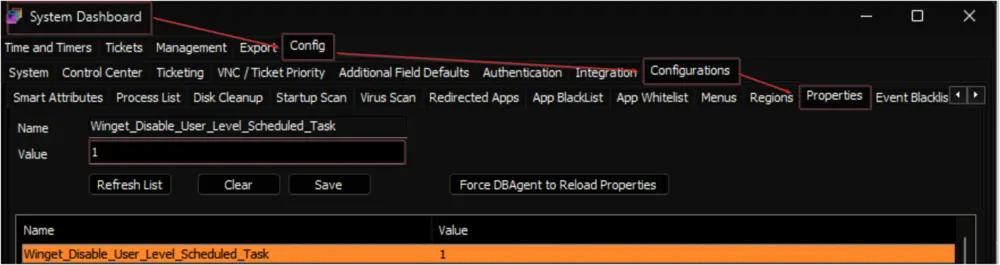 System Dashboard
Time and Timers Tickets Management Export Config
System Control Center Ticketing VNC / Ticket Priority Additional Field Defaults Authentication Integration Configurations
Smart Attributes Process List Disk Cleanup Startup Scan Virus Scan Redirected Apps App BlackList App Whitelist Menus Regions Properties Event Blacklis
Name Winget_Disable_User_Level_Scheduled_Task
Value 1
Refresh List Clear Save Force DBAgent to Reload Properties
Name Value
Winget_Disable_User_Level_Scheduled_Task 1